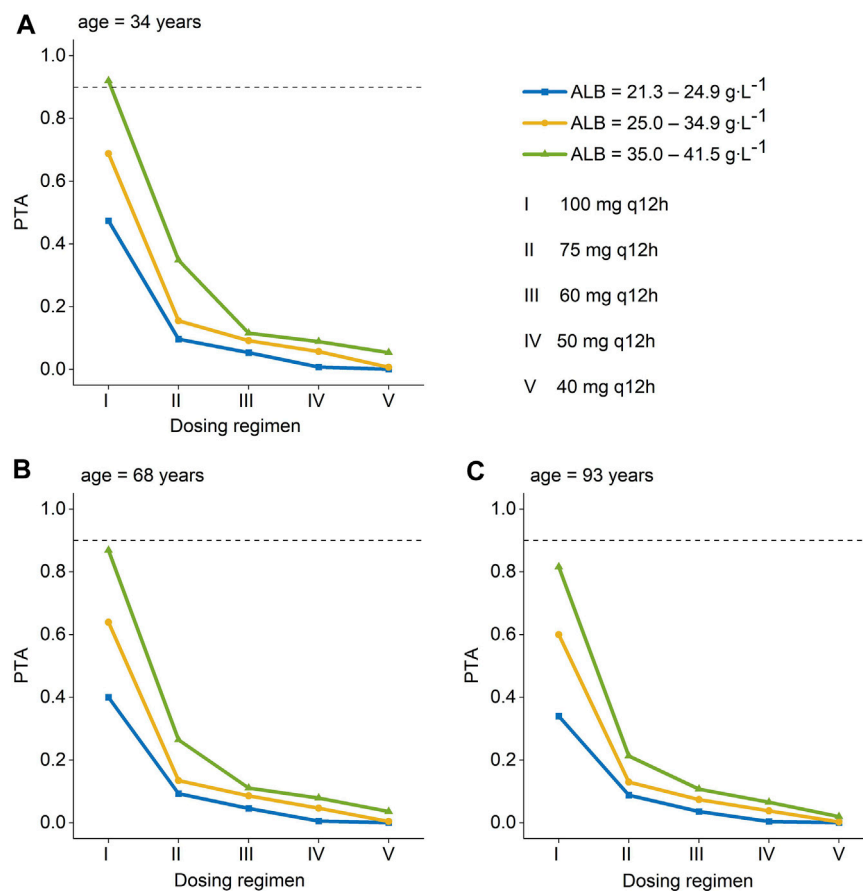 A
age = 34 years
1.0
0.8
0.6
0.4
0.2
0.0
PTA
I II III IV V
Dosing regimen
ALB = 21.3 – 24.9 g·L⁻¹
ALB = 25.0 – 34.9 g·L⁻¹
ALB = 35.0 – 41.5 g·L⁻¹
I 100 mg q12h
II 75 mg q12h
III 60 mg q12h
IV 50 mg q12h
V 40 mg q12h
B
age = 68 years
1.0
0.8
0.6
0.4
0.2
0.0
PTA
I II III IV V
Dosing regimen
C
age = 93 years
1.0
0.8
0.6
0.4
0.2
0.0
PTA
I II III IV V
Dosing regimen